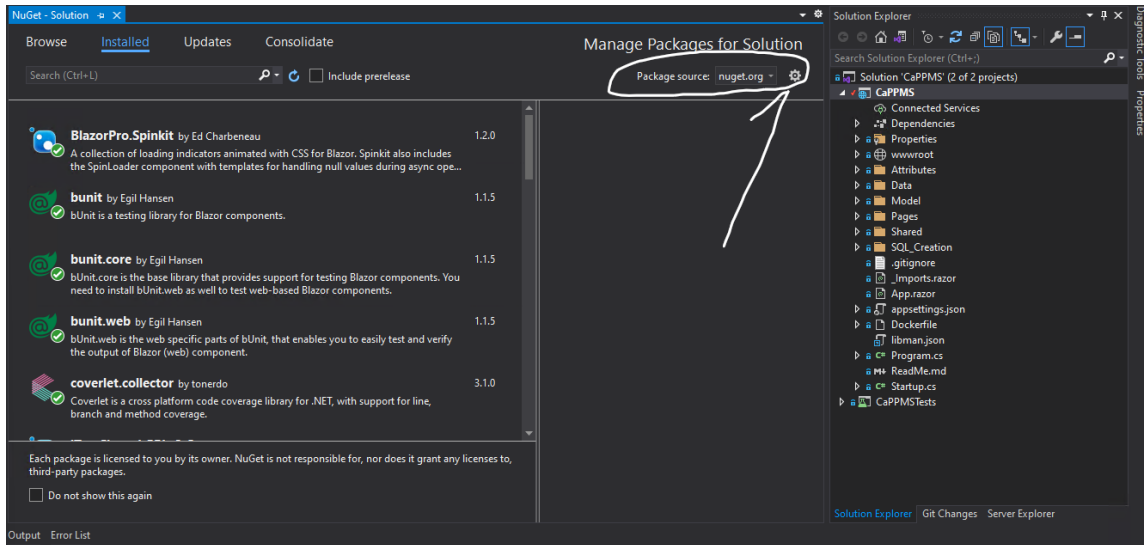 NuGet - Solution
Browse Installed Updates Consolidate
Manage Packages for Solution
Search (Ctrl+L)
Include prerelease
Package source: nuget.org
BlazorPro.Spinkit by Ed Charbeneau 1.2.0
A collection of loading indicators animated with CSS for Blazor. Spinkit also includes
the SpinLoader component with templates for handling null values during async ope...
bunit by Egil Hansen 1.1.5
bUnit is a testing library for Blazor components.
bunit.core by Egil Hansen 1.1.5
bUnit.core is the base library that provides support for testing Blazor components. You
need to install bUnit.web as well to test web-based Blazor components.
bunit.web by Egil Hansen 1.1.5
bUnit.web is the web specific parts of bUnit, that enables you to easily test and verify
the output of Blazor (web) component.
coverlet.collector by tonerdo 3.1.0
Coverlet is a cross platform code coverage library for .NET, with support for line,
branch and method coverage.
Each package is licensed to you by its owner. NuGet is not responsible for, nor does it grant any licenses to,
third-party packages.
Do not show this again
Output Error List
Solution Explorer
Search Solution Explorer (Ctrl+;)
Solution 'CaPPMS' (2 of 2 projects)
CaPPMS
Connected Services
Dependencies
C# Properties
wwwroot
Attributes
Data
Model
Pages
Shared
SQL_Creation
.gitignore
_Imports.razor
App.razor
appsettings.json
Dockerfile
libman.json
C# Program.cs
M+ ReadMe.md
C# Startup.cs
CaPPMSTests
Solution Explorer Git Changes Server Explorer
Diagnostic Tools
Properties